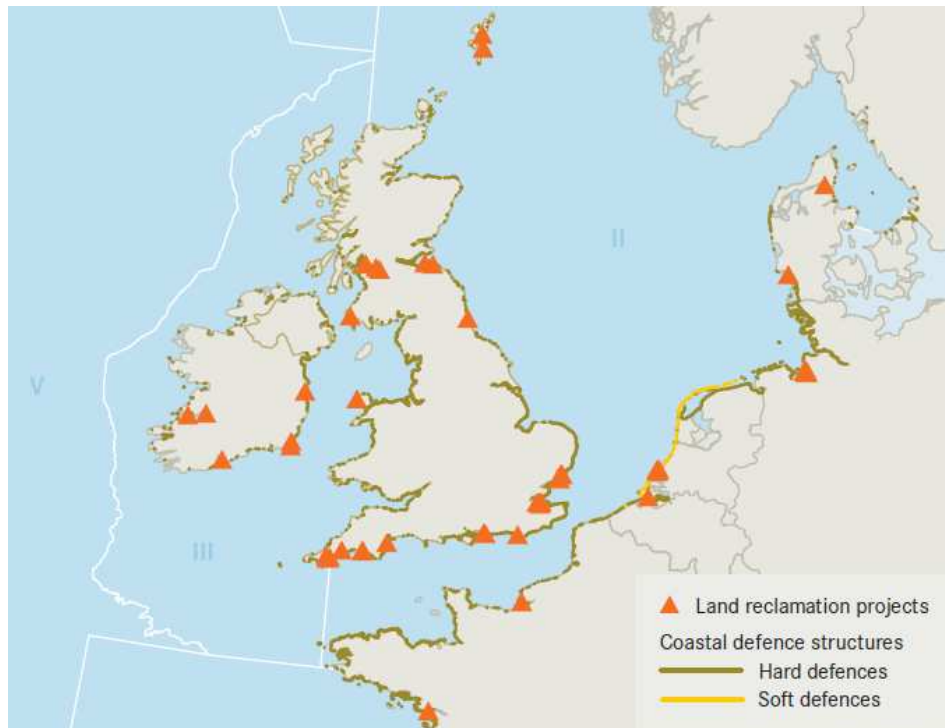 II
V
III
Land reclamation projects
Coastal defence structures
Hard defences
Soft defences